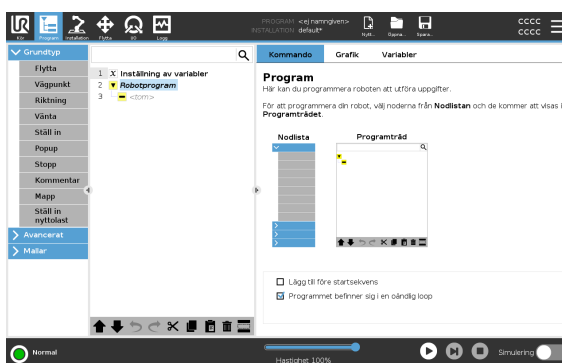 PROGRAM <ej namngiven>
INSTALLATION default*
Kör Program Installation Flytta I/O Logg Nytt... Öppna... Spara...
CCCC
CCCC
Grundtyp
Flytta
Vägpunkt
Riktning
Vänta
Ställ in
Popup
Stopp
Kommentar
Mapp
Ställ in
nyttolast
Avancerat
Mallar
1 X Inställning av variabler
2 Robotprogram
3 <tom>
Kommando Grafik Variabler
Program
Här kan du programmera roboten att utföra uppgifter.
För att programmera din robot, välj noderna från Nodlistan och de kommer att visas i
Programträdet.
Nodlista Programträd
Lägg till före startsekvens
Programmet befinner sig i en oändlig loop
Normal
Hastighet 100%
Simulering